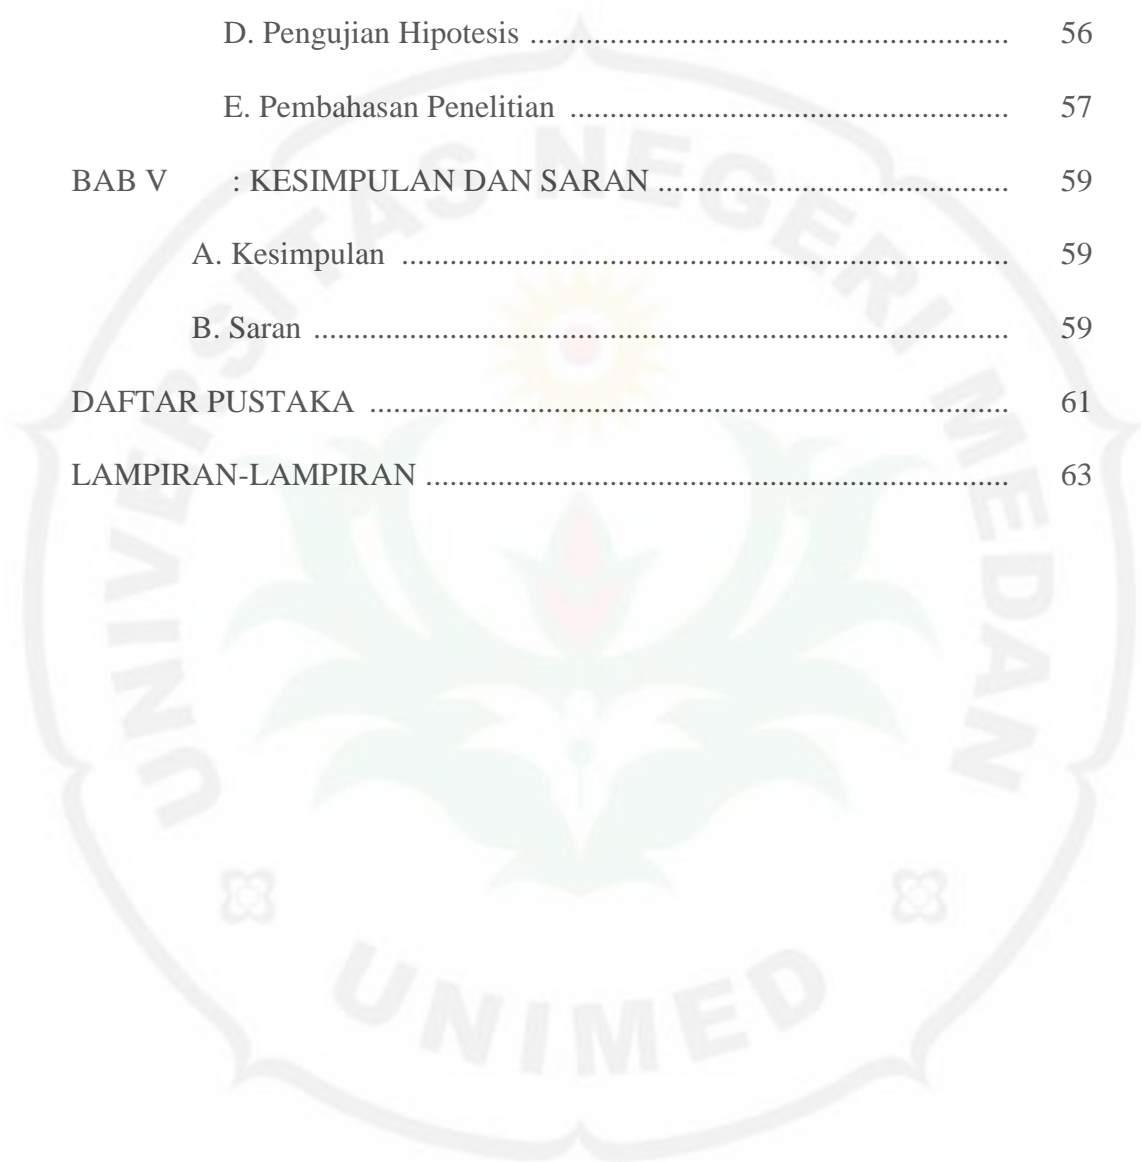 D. Pengujian Hipotesis ............................................................ 56
E. Pembahasan Penelitian ....................................................... 57
BAB V : KESIMPULAN DAN SARAN ............................................ 59
A. Kesimpulan ............................................................................ 59
B. Saran ....................................................................................... 59
DAFTAR PUSTAKA ................................................................................ 61
LAMPIRAN-LAMPIRAN ......................................................................... 63
UNIVERSITAS NEGERI MEDAN
UNIMED